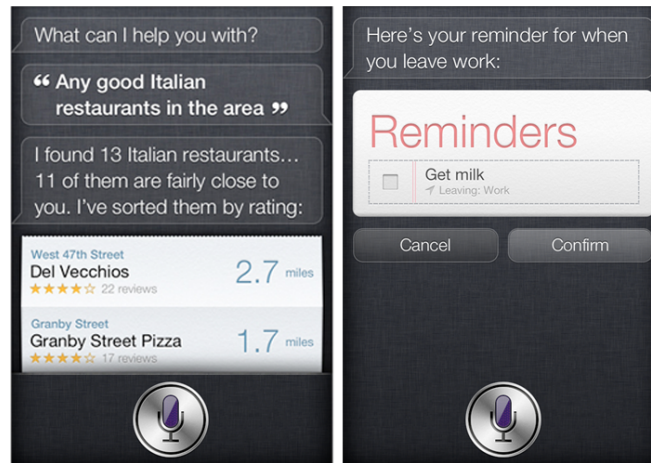 What can I help you with?
“ Any good Italian
restaurants in the area ”
I found 13 Italian restaurants…
11 of them are fairly close to
you. I've sorted them by rating:
West 47th Street
Del Vecchios
22 reviews
2.7 miles
Granby Street
Granby Street Pizza
17 reviews
1.7 miles
Here's your reminder for when
you leave work:
Reminders
Get milk
Leaving: Work
Cancel
Confirm